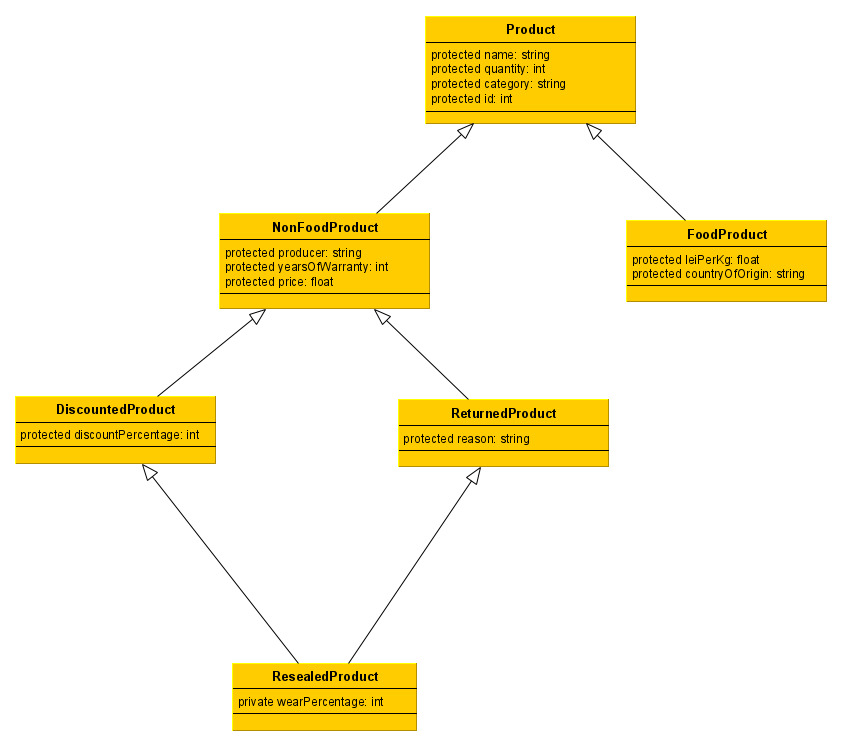 Product
protected name: string
protected quantity: int
protected category: string
protected id: int
NonFoodProduct
protected producer: string
protected yearsOfWarranty: int
protected price: float
FoodProduct
protected leiPerKg: float
protected countryOfOrigin: string
DiscountedProduct
protected discountPercentage: int
ReturnedProduct
protected reason: string
ResealedProduct
private wearPercentage: int